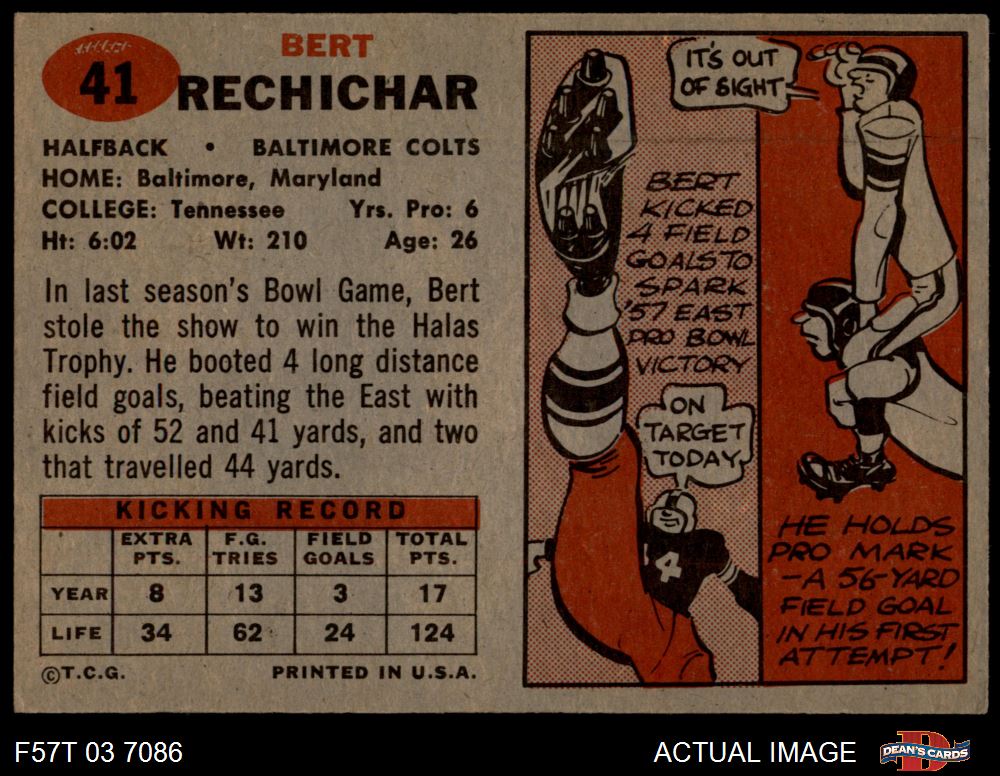 41
BERT
RECHICHAR
HALFBACK • BALTIMORE COLTS
HOME: Baltimore, Maryland
COLLEGE: Tennessee Yrs. Pro: 6
Ht: 6:02 Wt: 210 Age: 26
In last season's Bowl Game, Bert
stole the show to win the Halas
Trophy. He booted 4 long distance
field goals, beating the East with
kicks of 52 and 41 yards, and two
that travelled 44 yards.
KICKING RECORD
EXTRA PTS. F.G. TRIES FIELD GOALS TOTAL PTS.
YEAR 8 13 3 17
LIFE 34 62 24 124
©T.C.G. PRINTED IN U.S.A.
BERT
KICKED
4 FIELD
GOALS TO
SPARK
'57 EAST
PRO BOWL
VICTORY
ON
TARGET
TODAY
4
IT'S OUT
OF SIGHT
HE HOLDS
PRO MARK
—A 56-YARD
FIELD GOAL
IN HIS FIRST
ATTEMPT!
F57T 03 7086
ACTUAL IMAGE
D
DEAN'S CARDS